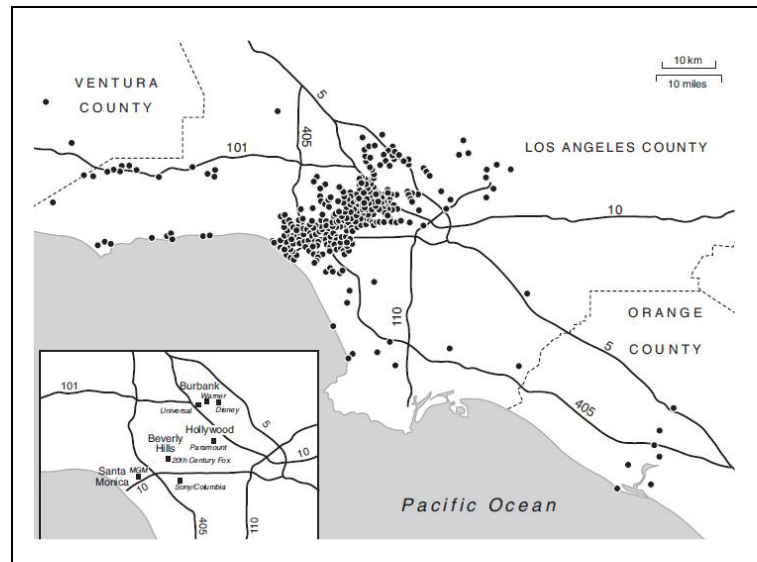 10 km
10 miles
VENTURA
COUNTY
5
405
101
LOS ANGELES COUNTY
10
110
ORANGE
COUNTY
5
405
Pacific Ocean
101
Burbank
Warner
Universal
Disney
Hollywood
Paramount
5
Beverly
Hills
20th Century Fox
10
Santa
Monica
MGM
10
Sony/Columbia
405
110